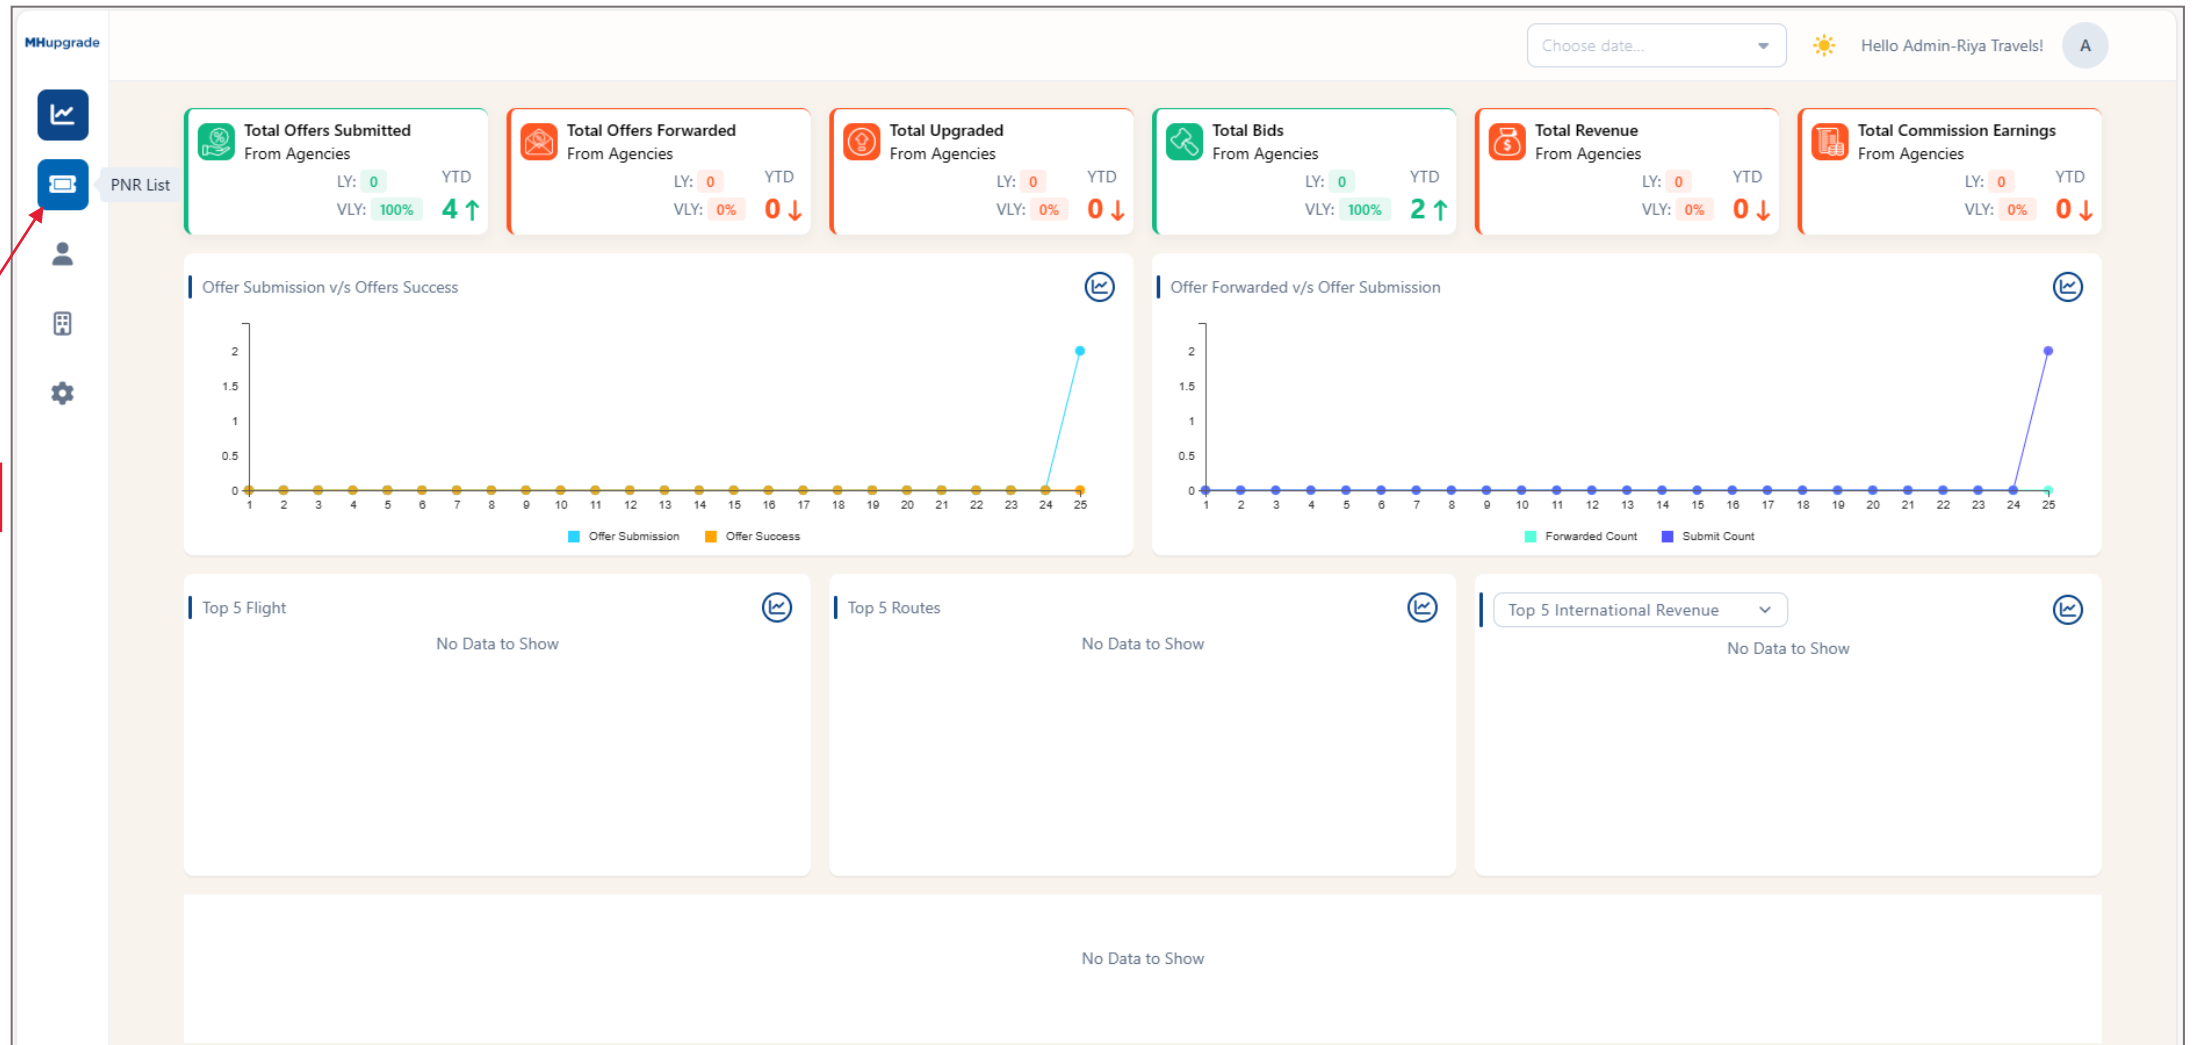 MHupgrade
Choose date...
Hello Admin-Riya Travels!
A
PNR List
Total Offers Submitted
From Agencies
LY: 0
YTD
VLY: 100%
4
Total Offers Forwarded
From Agencies
LY: 0
YTD
VLY: 0%
0
Total Upgraded
From Agencies
LY: 0
YTD
VLY: 0%
0
Total Bids
From Agencies
LY: 0
YTD
VLY: 100%
2
Total Revenue
From Agencies
LY: 0
YTD
VLY: 0%
0
Total Commission Earnings
From Agencies
LY: 0
YTD
VLY: 0%
0
Offer Submission v/s Offers Success
2
1.5
1
0.5
0
1 2 3 4 5 6 7 8 9 10 11 12 13 14 15 16 17 18 19 20 21 22 23 24 25
Offer Submission Offer Success
Offer Forwarded v/s Offer Submission
2
1.5
1
0.5
0
1 2 3 4 5 6 7 8 9 10 11 12 13 14 15 16 17 18 19 20 21 22 23 24 25
Forwarded Count Submit Count
Top 5 Flight
No Data to Show
Top 5 Routes
No Data to Show
Top 5 International Revenue
No Data to Show
No Data to Show